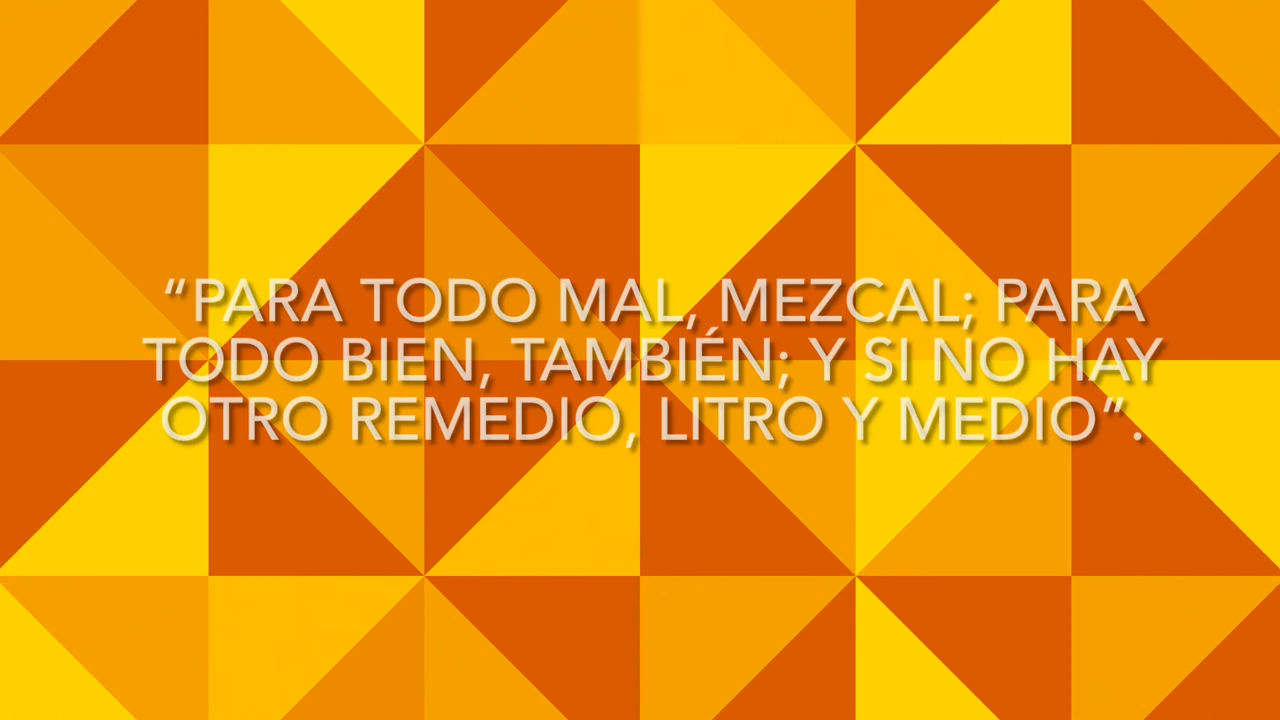 “PARA TODO MAL, MEZCAL; PARA
TODO BIEN, TAMBIÉN; Y SI NO HAY
OTRO REMEDIO, LITRO Y MEDIO”.